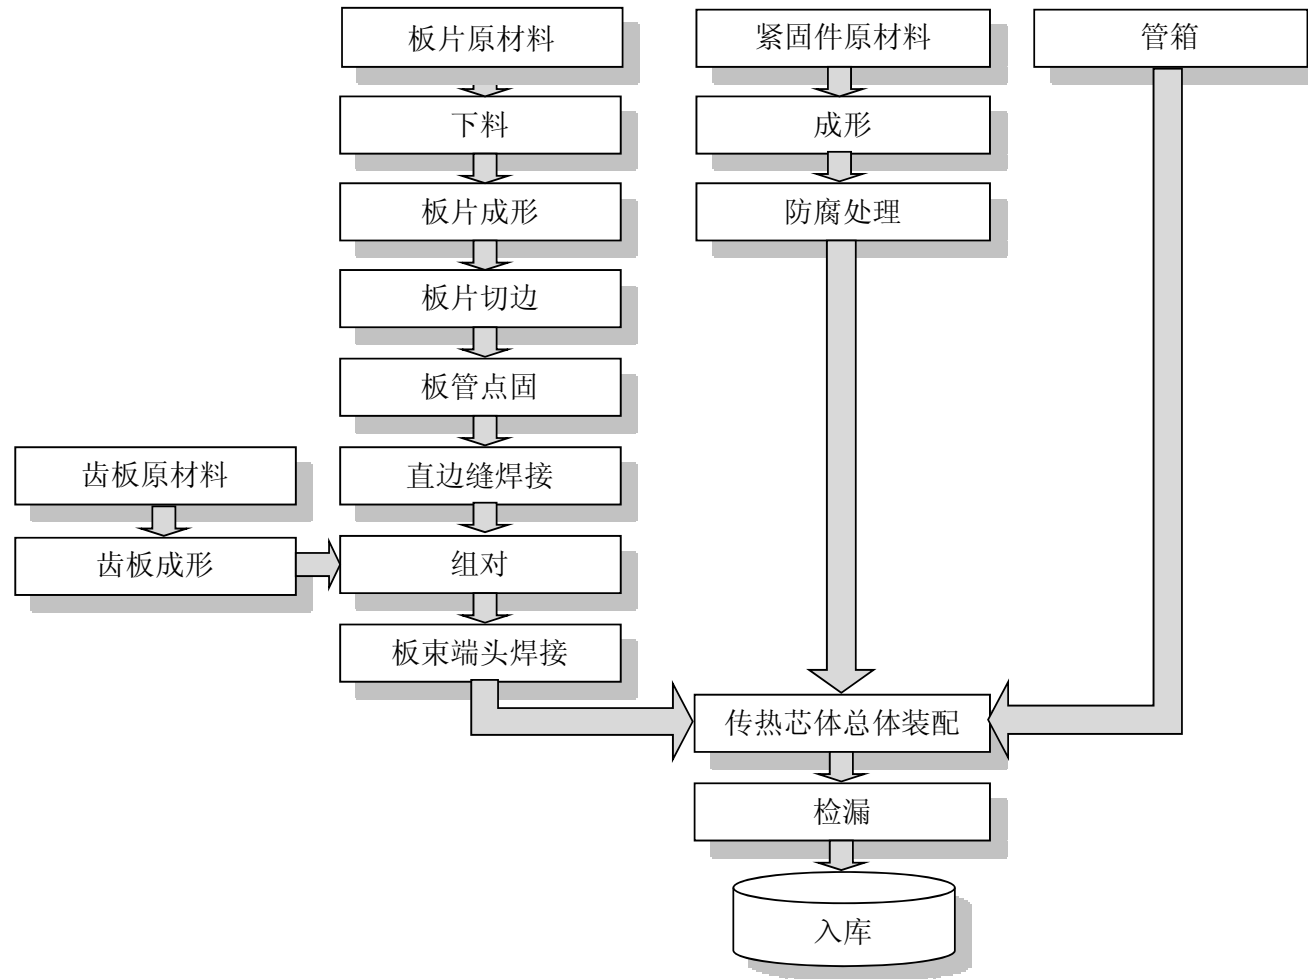 板片原材料
紧固件原材料
管箱
下料
成形
板片成形
防腐处理
板片切边
板管点固
齿板原材料
直边缝焊接
齿板成形
组对
板束端头焊接
传热芯体总体装配
检漏
入库